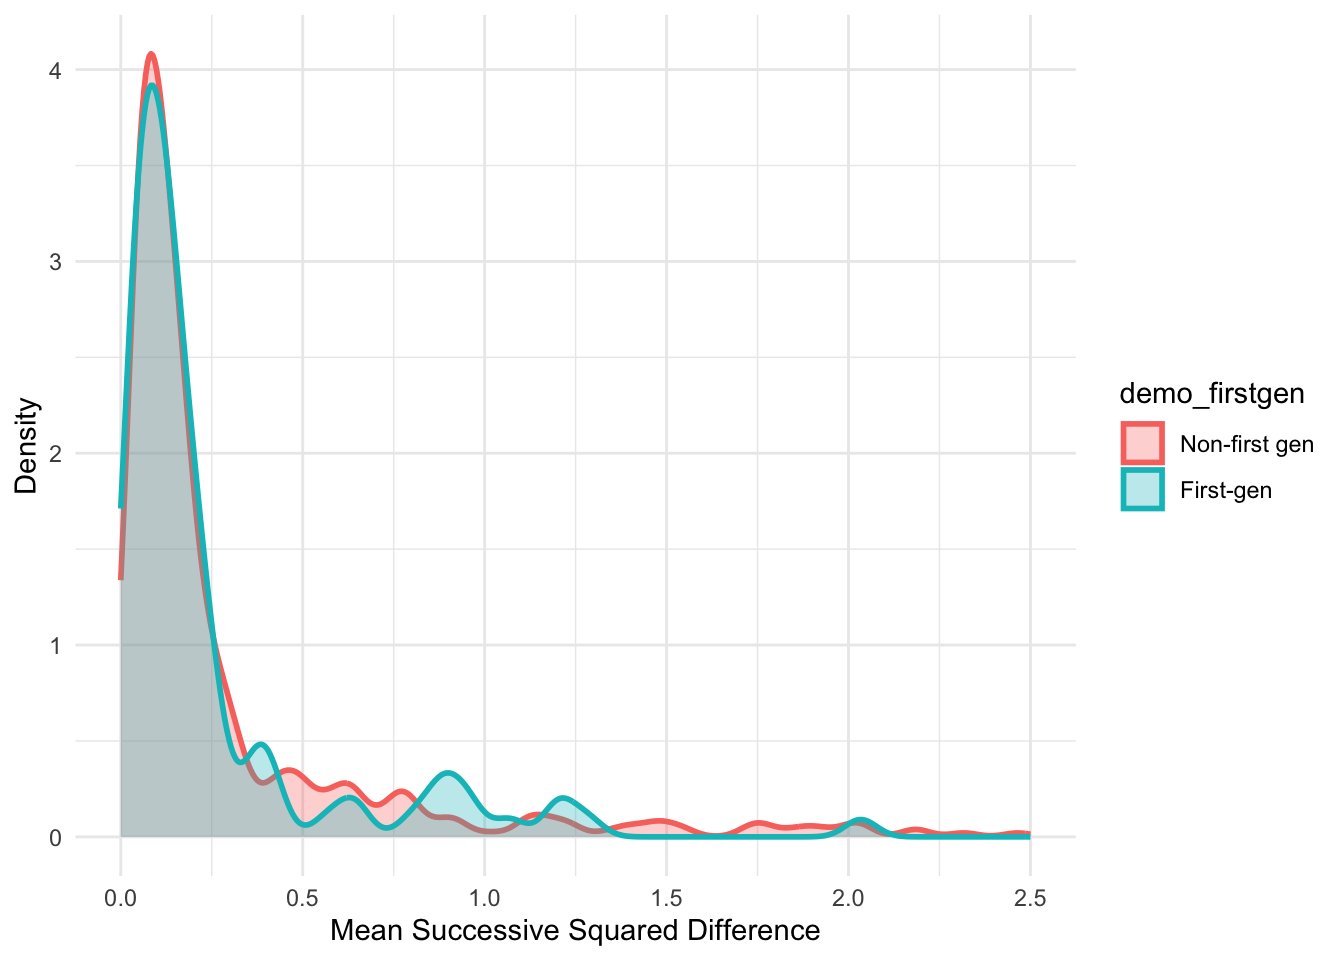 4
3
2
1
0
Density
0.0 0.5 1.0 1.5 2.0 2.5
Mean Successive Squared Difference
demo_firstgen
Non-first gen
First-gen